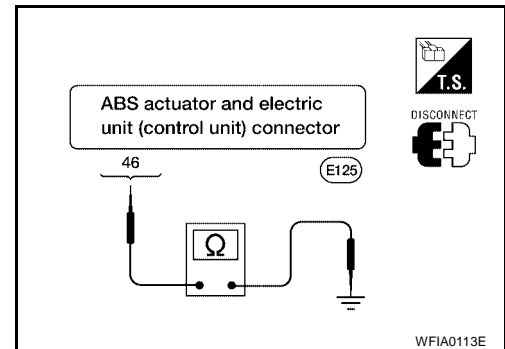 T.S.
DISCONNECT
ABS actuator and electric
unit (control unit) connector
46
E125
Ω
WFIA0113E